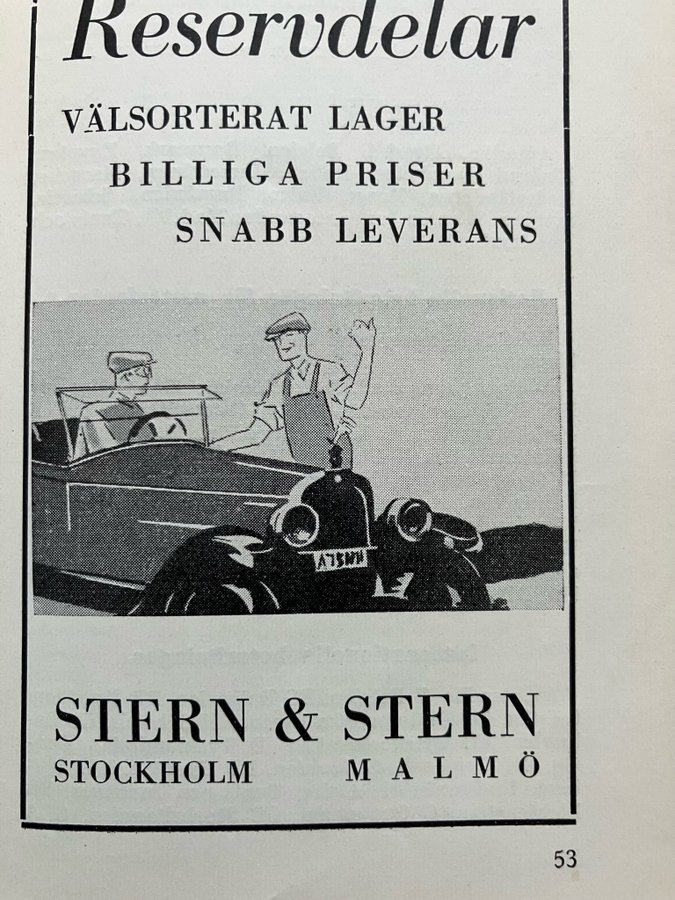 Reservdelar
VÄLSORTERAT LAGER
BILLIGA PRISER
SNABB LEVERANS
STERN & STERN
STOCKHOLM MALMÖ
53